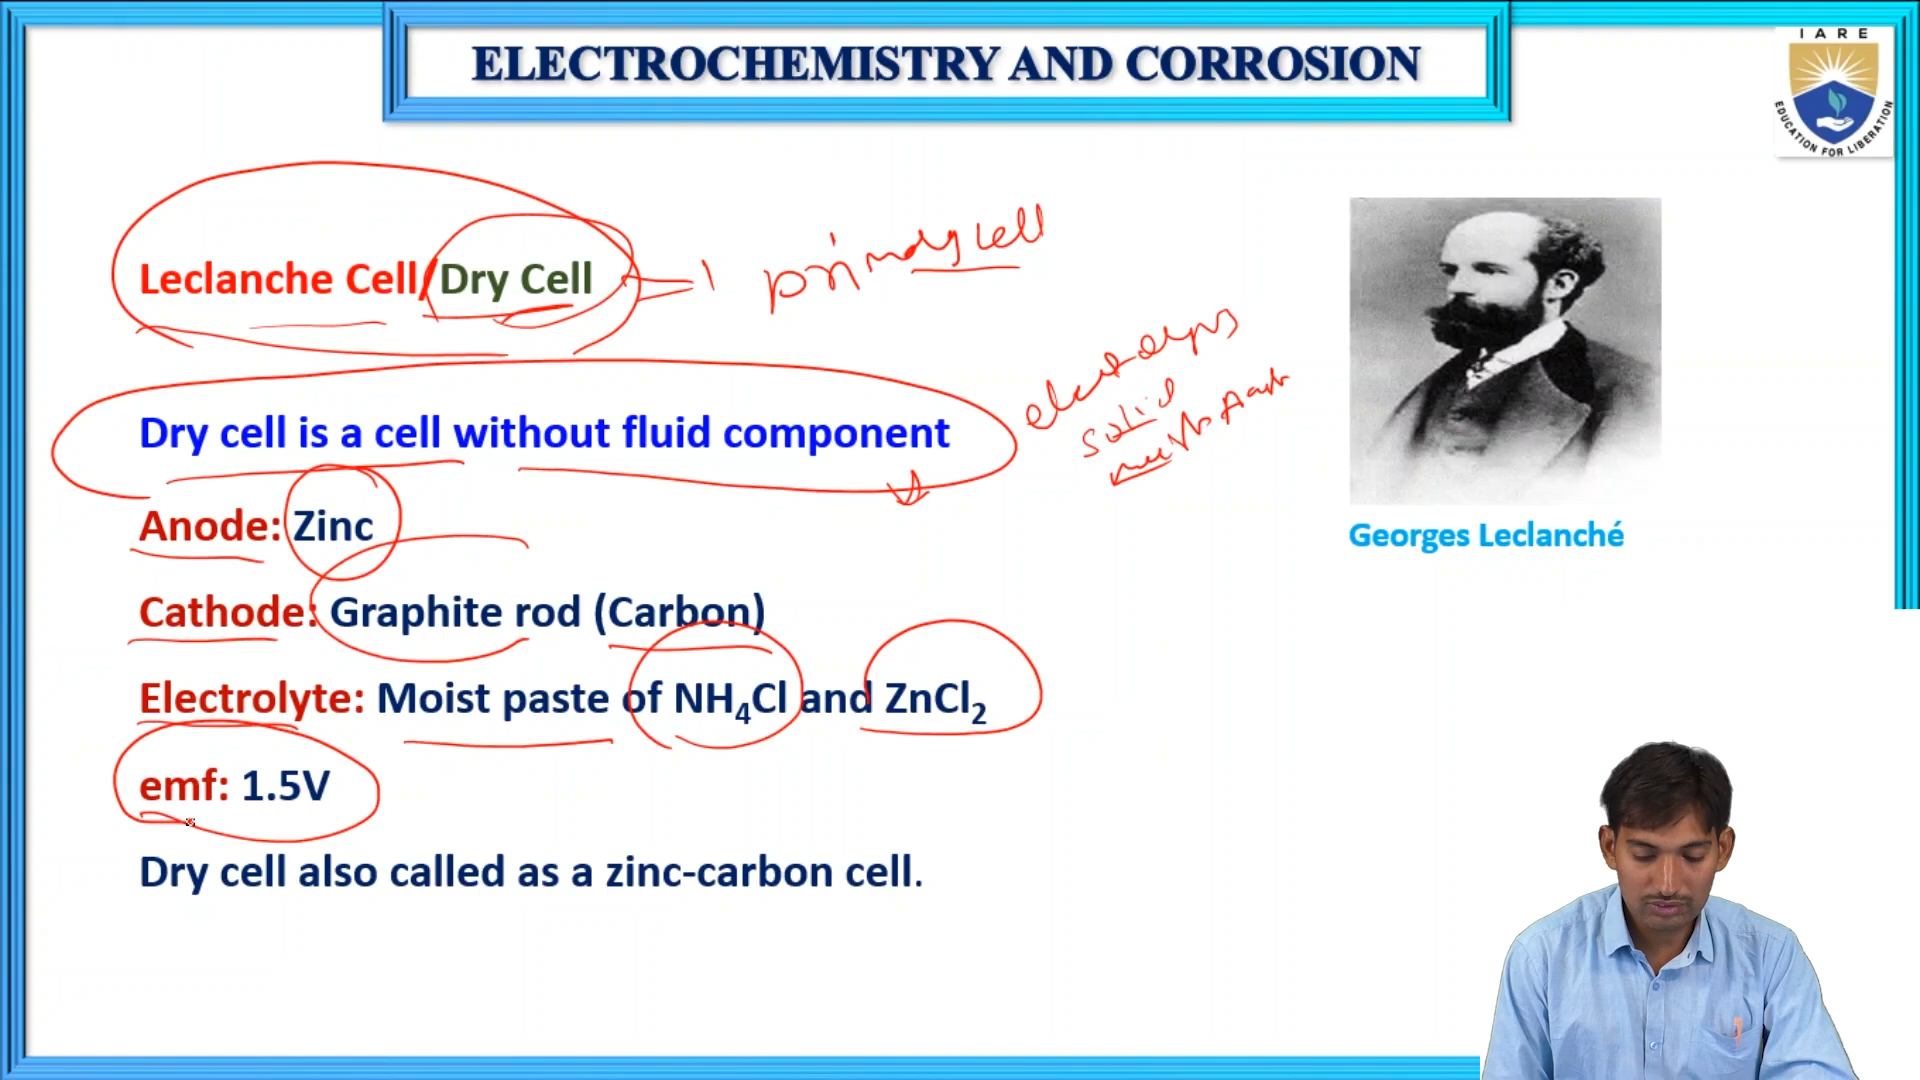 ELECTROCHEMISTRY AND CORROSION
IARE
EDUCATION FOR LIBERATION
Leclanche Cell/Dry Cell
primary cell
Dry cell is a cell without fluid component
solid
Anode: Zinc
Georges Leclanché
Cathode: Graphite rod (Carbon)
Electrolyte: Moist paste of NH₄Cl and ZnCl₂
emf: 1.5V
Dry cell also called as a zinc-carbon cell.